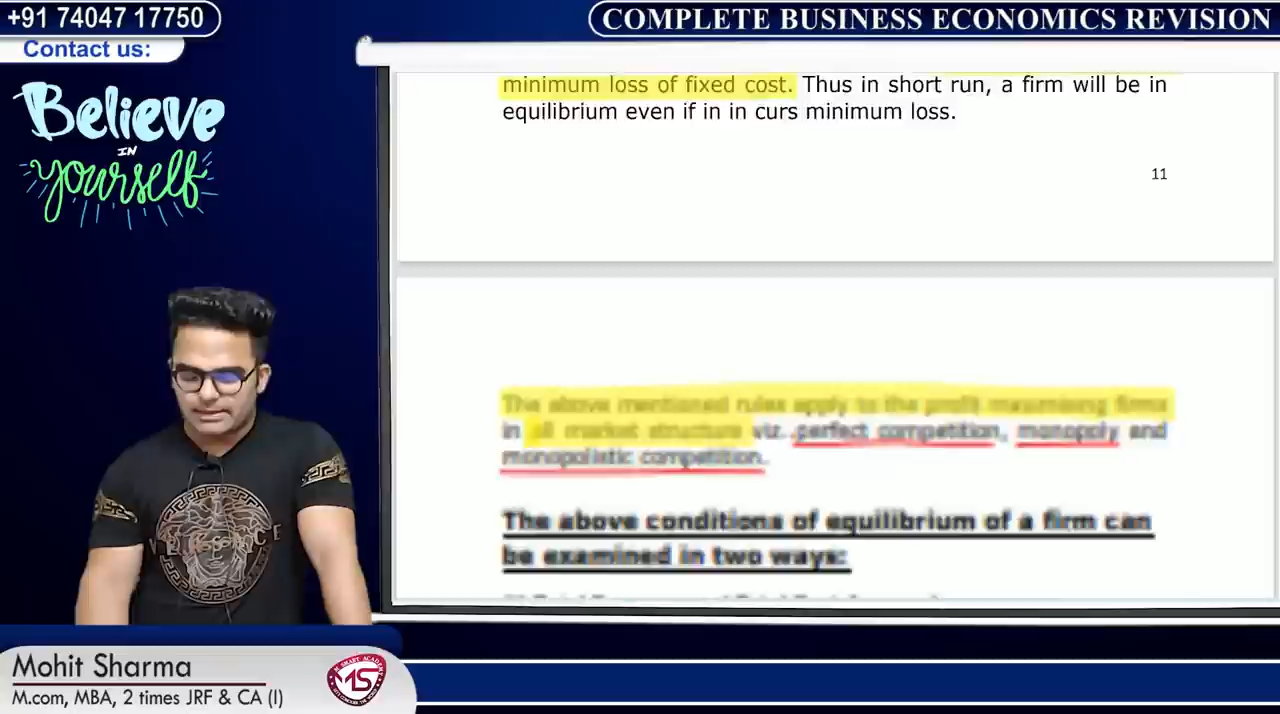 +91 74047 17750
Contact us:
COMPLETE BUSINESS ECONOMICS REVISION
Believe
IN
yourself
minimum loss of fixed cost. Thus in short run, a firm will be in
equilibrium even if in in curs minimum loss.
11
The above mentioned rules apply to the profit maximising firms
in all market structure viz. perfect competition, monopoly and
monopolistic competition.
The above conditions of equilibrium of a firm can
be examined in two ways:
Mohit Sharma
M.com, MBA, 2 times JRF & CA (I)
MS